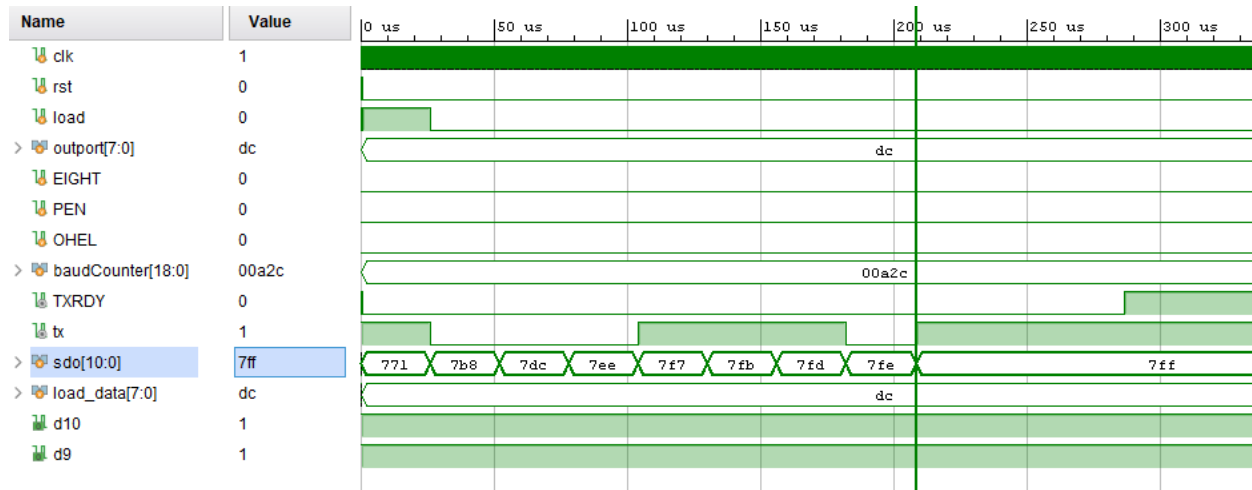 Name Value 0 us 50 us 100 us 150 us 200 us 250 us 300 us
clk 1
rst 0
load 0
outport[7:0] dc dc
EIGHT 0
PEN 0
OHEL 0
baudCounter[18:0] 00a2c 00a2c
TXRDY 0
tx 1
sdo[10:0] 7ff 771 7b8 7dc 7ee 7f7 7fb 7fd 7fe 7ff
load_data[7:0] dc dc
d10 1
d9 1